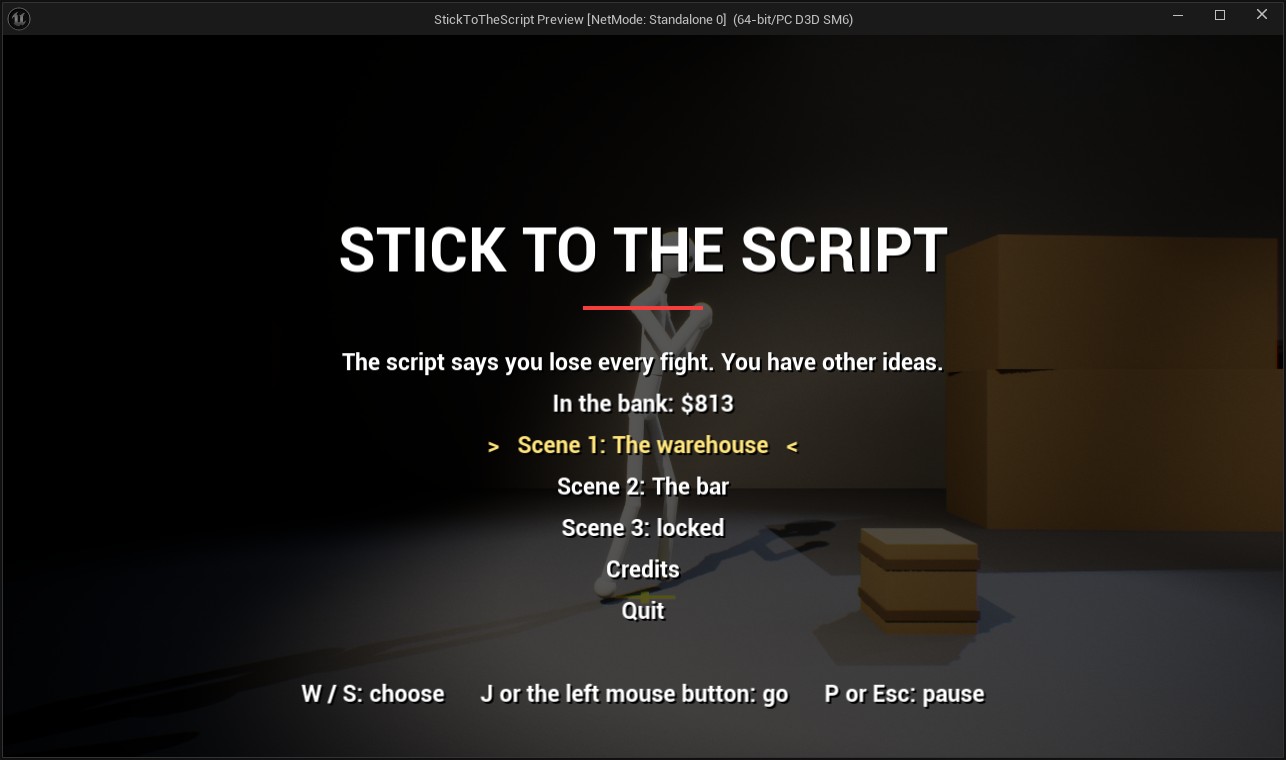 StickToTheScript Preview [NetMode: Standalone 0] (64-bit/PC D3D SM6)
STICK TO THE SCRIPT
The script says you lose every fight. You have other ideas.
In the bank: $813
> Scene 1: The warehouse <
Scene 2: The bar
Scene 3: locked
Credits
Quit
W / S: choose J or the left mouse button: go P or Esc: pause